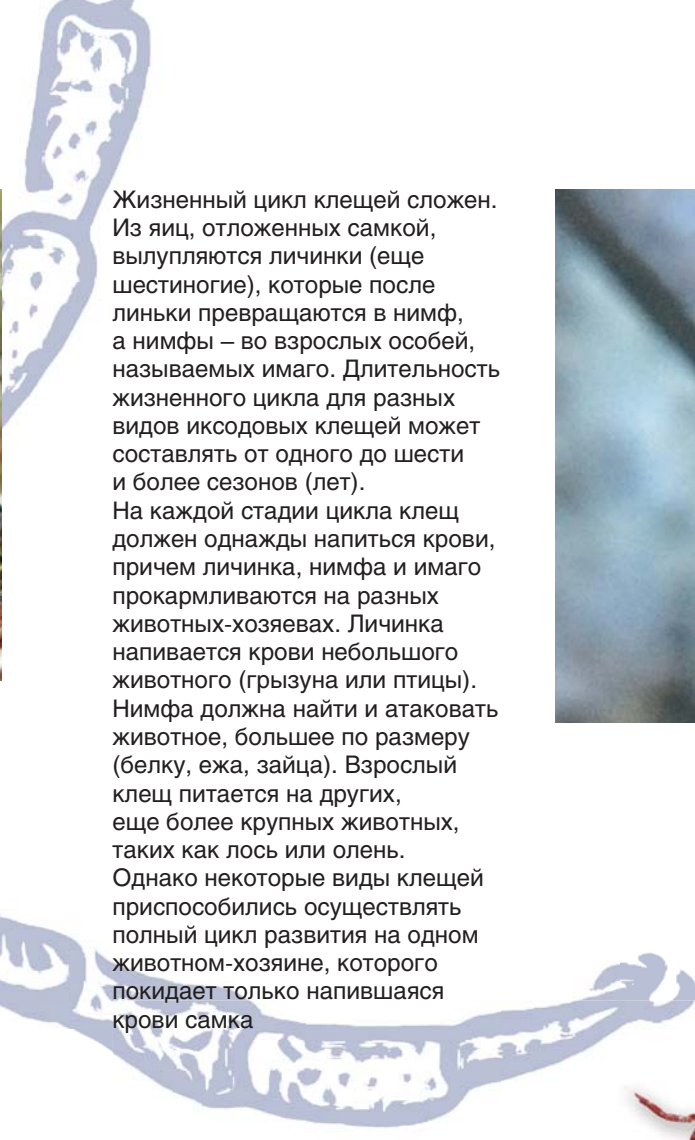 Жизненный цикл клещей сложен.
Из яиц, отложенных самкой,
вылупляются личинки (еще
шестиногие), которые после
линьки превращаются в нимф,
а нимфы – во взрослых особей,
называемых имаго. Длительность
жизненного цикла для разных
видов иксодовых клещей может
составлять от одного до шести
и более сезонов (лет).
На каждой стадии цикла клещ
должен однажды напиться крови,
причем личинка, нимфа и имаго
прокармливаются на разных
животных-хозяевах. Личинка
напивается крови небольшого
животного (грызуна или птицы).
Нимфа должна найти и атаковать
животное, большее по размеру
(белку, ежа, зайца). Взрослый
клещ питается на других,
еще более крупных животных,
таких как лось или олень.
Однако некоторые виды клещей
приспособились осуществлять
полный цикл развития на одном
животном-хозяине, которого
покидает только напившаяся
крови самка